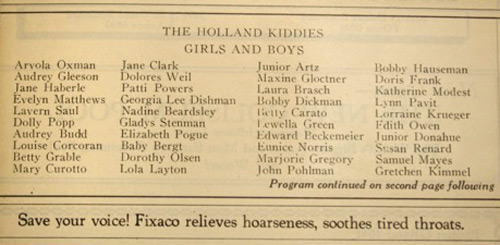 THE HOLLAND KIDDIES
GIRLS AND BOYS
Arvola Oxman
Audrey Gleeson
Jane Haberle
Evelyn Matthews
Lavern Saul
Dolly Popp
Audrey Budd
Louise Corcoran
Betty Grable
Mary Curotto
Jane Clark
Dolores Weil
Patti Powers
Georgia Lee Dishman
Nadine Beardsley
Gladys Stenman
Elizabeth Pogue
Baby Bergt
Dorothy Olsen
Lola Layton
Junior Artz
Maxine Gloctner
Laura Brasch
Bobby Dickman
Betty Carato
Lewella Green
Edward Beckemeier
Eunice Norris
Marjorie Gregory
John Pohlman
Bobby Hauseman
Doris Frank
Katherine Modest
Lynn Pavit
Lorraine Krueger
Edith Owen
Junior Donahue
Susan Renard
Samuel Mayes
Gretchen Kimmel
Program continued on second page following
Save your voice! Fixaco relieves hoarseness, soothes tired throats.